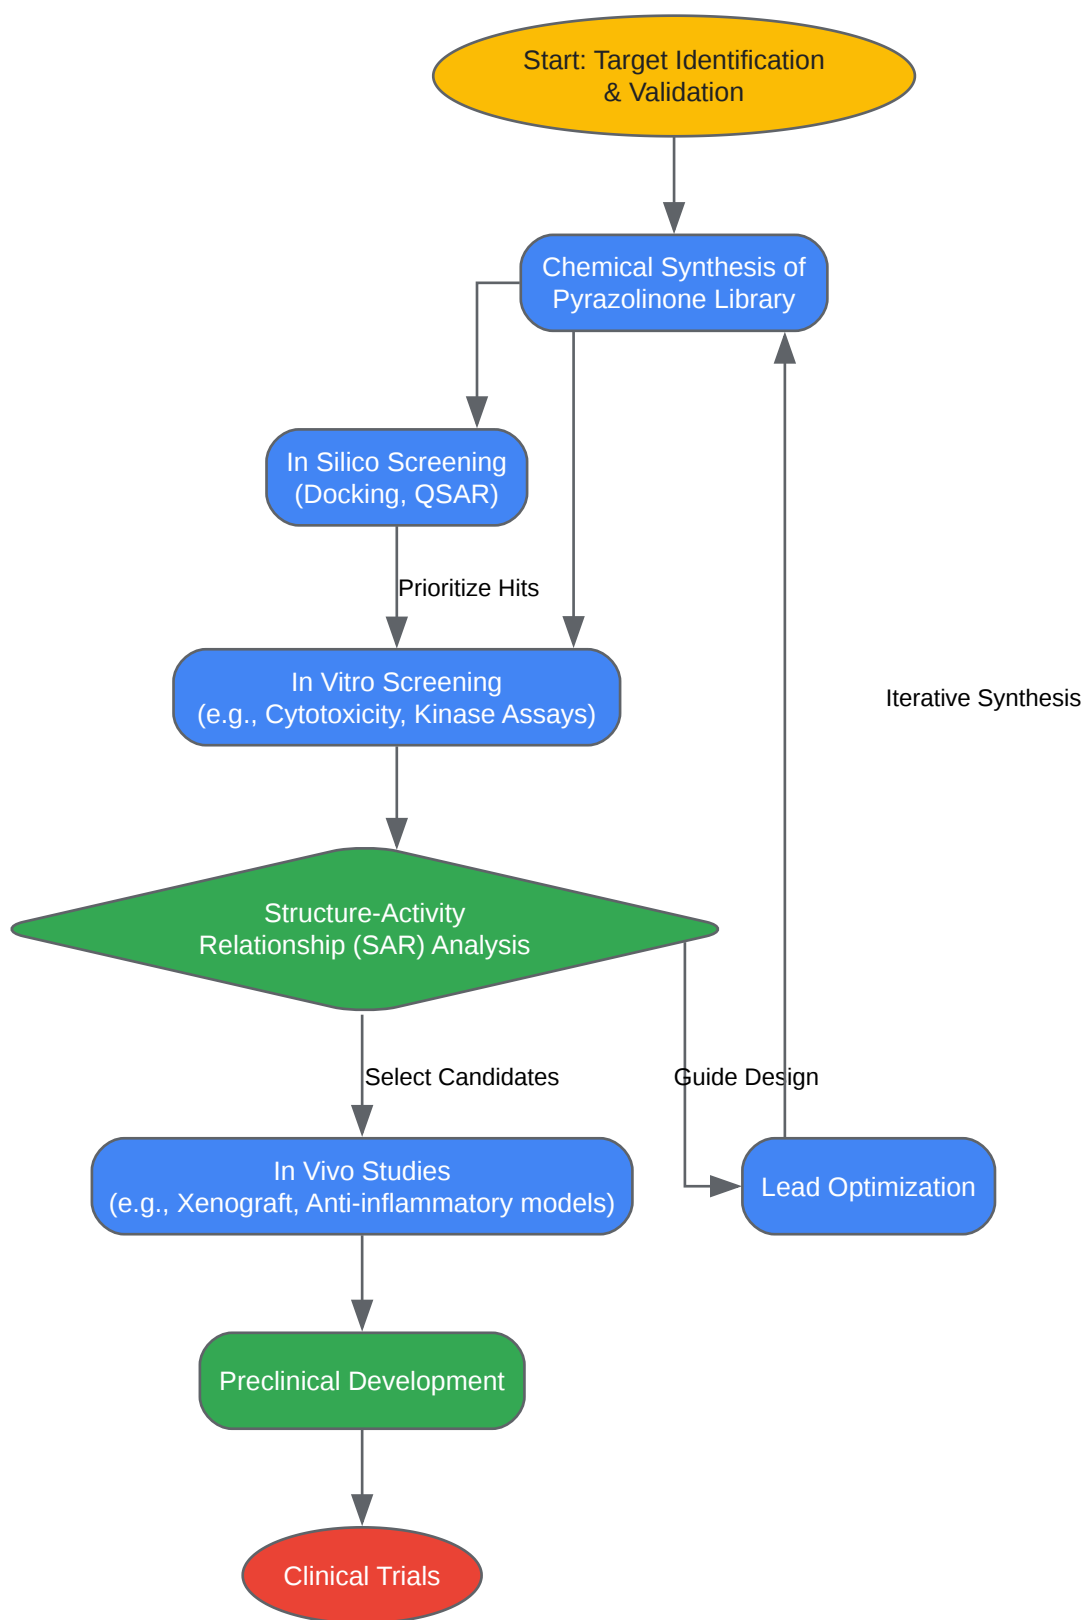 Start: Target Identification
& Validation
Chemical Synthesis of
Pyrazolinone Library
In Silico Screening
(Docking, QSAR)
Prioritize Hits
In Vitro Screening
(e.g., Cytotoxicity, Kinase Assays)
Iterative Synthesis
Structure-Activity
Relationship (SAR) Analysis
Select Candidates
Guide Design
In Vivo Studies
(e.g., Xenograft, Anti-inflammatory models)
Lead Optimization
Preclinical Development
Clinical Trials